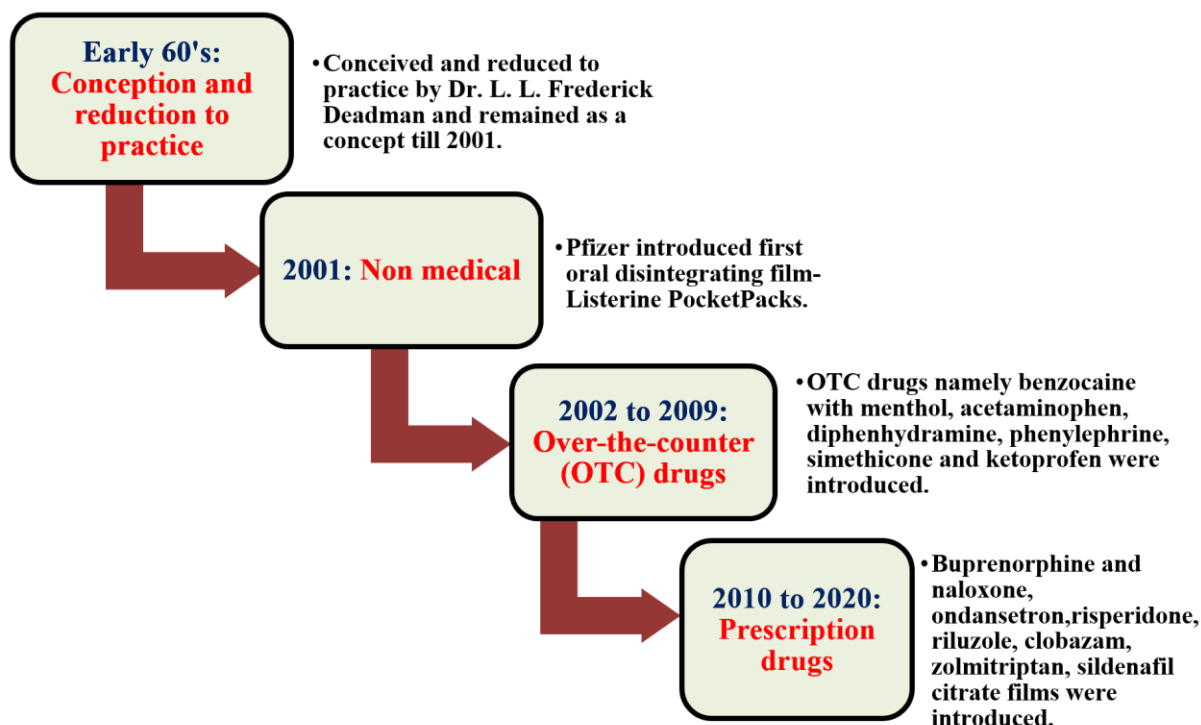 Early 60's:
Conception and
reduction to
practice
•Conceived and reduced to
practice by Dr. L. L. Frederick
Deadman and remained as a
concept till 2001.
2001: Non medical
•Pfizer introduced first
oral disintegrating film-
Listerine PocketPacks.
2002 to 2009:
Over-the-counter
(OTC) drugs
•OTC drugs namely benzocaine
with menthol, acetaminophen,
diphenhydramine, phenylephrine,
simethicone and ketoprofen were
introduced.
2010 to 2020:
Prescription
drugs
•Buprenorphine and
naloxone,
ondansetron,risperidone,
riluzole, clobazam,
zolmitriptan, sildenafil
citrate films were
introduced.